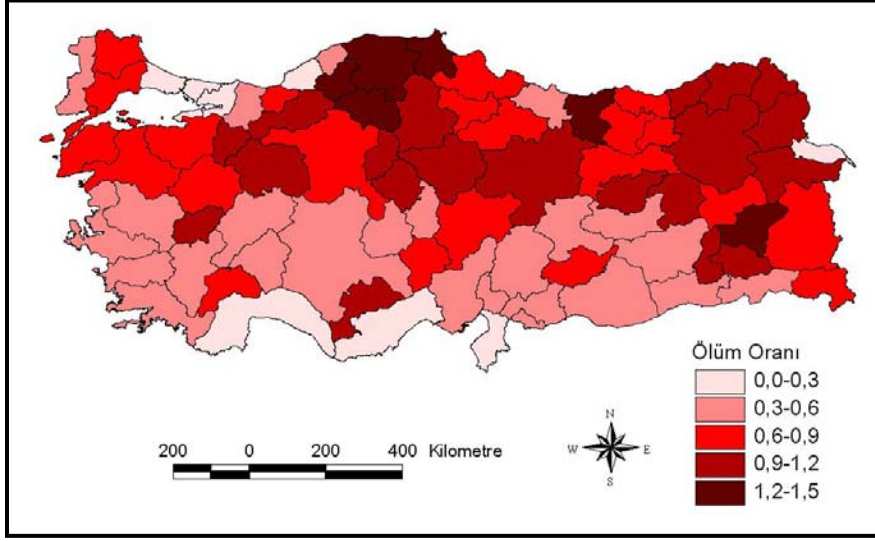 Ölüm Oranı
0,0-0,3
0,3-0,6
0,6-0,9
0,9-1,2
1,2-1,5
N
W E
S
200 0 200 400 Kilometre